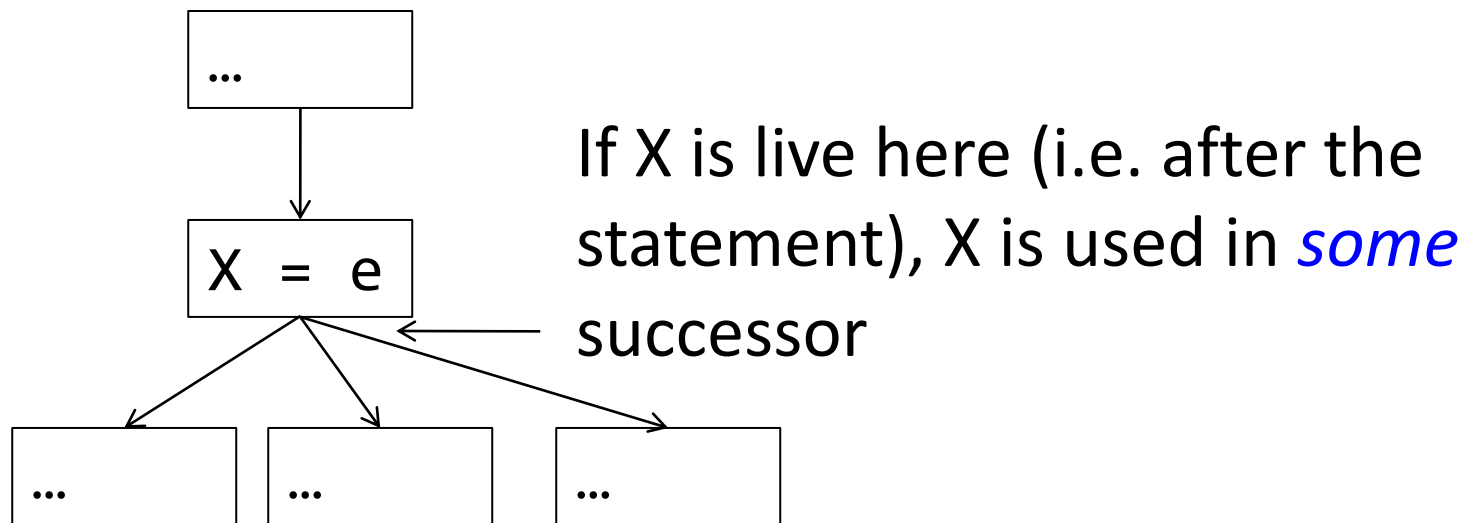 …
If X is live here (i.e. after the
statement), X is used in some
successor
X = e
… … …